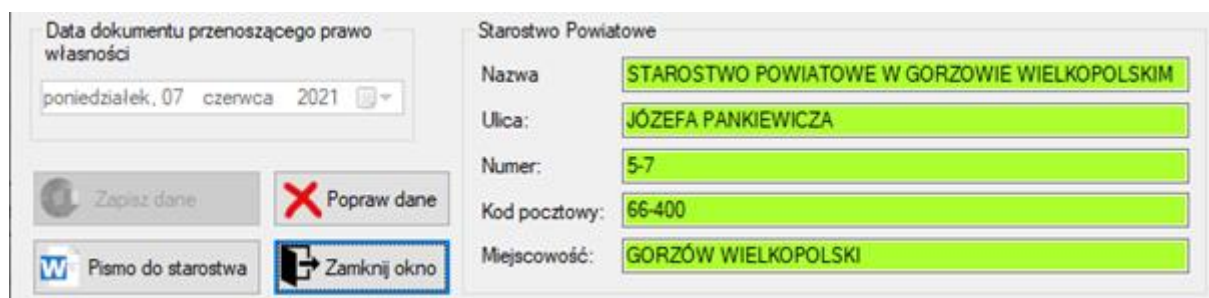 Data dokumentu przenoszącego prawo
własności
poniedziałek, 07 czerwca 2021
Zapisz dane
Popraw dane
Pismo do starostwa
Zamknij okno
Starostwo Powiatowe
Nazwa STAROSTWO POWIATOWE W GORZOWIE WIELKOPOLSKIM
Ulica: JÓZEFA PANKIEWICZA
Numer: 5-7
Kod pocztowy: 66-400
Miejscowość: GORZÓW WIELKOPOLSKI